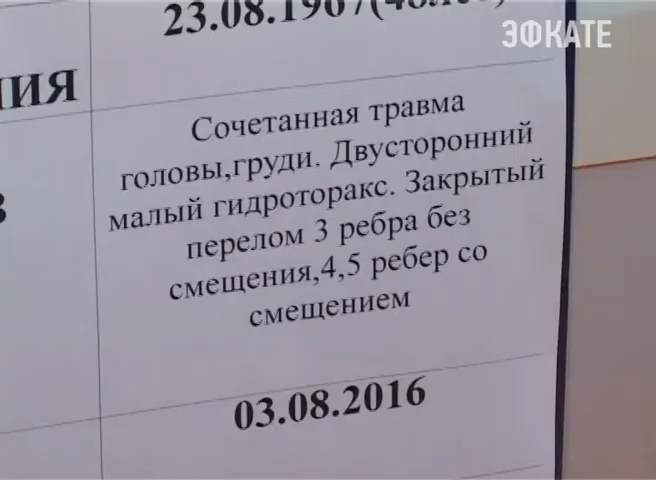 ЭФКАТЕ
Сочетанная травма
головы,груди. Двусторонний
малый гидроторакс. Закрытый
перелом 3 ребра без
смещения,4,5 ребер со
смещением
03.08.2016